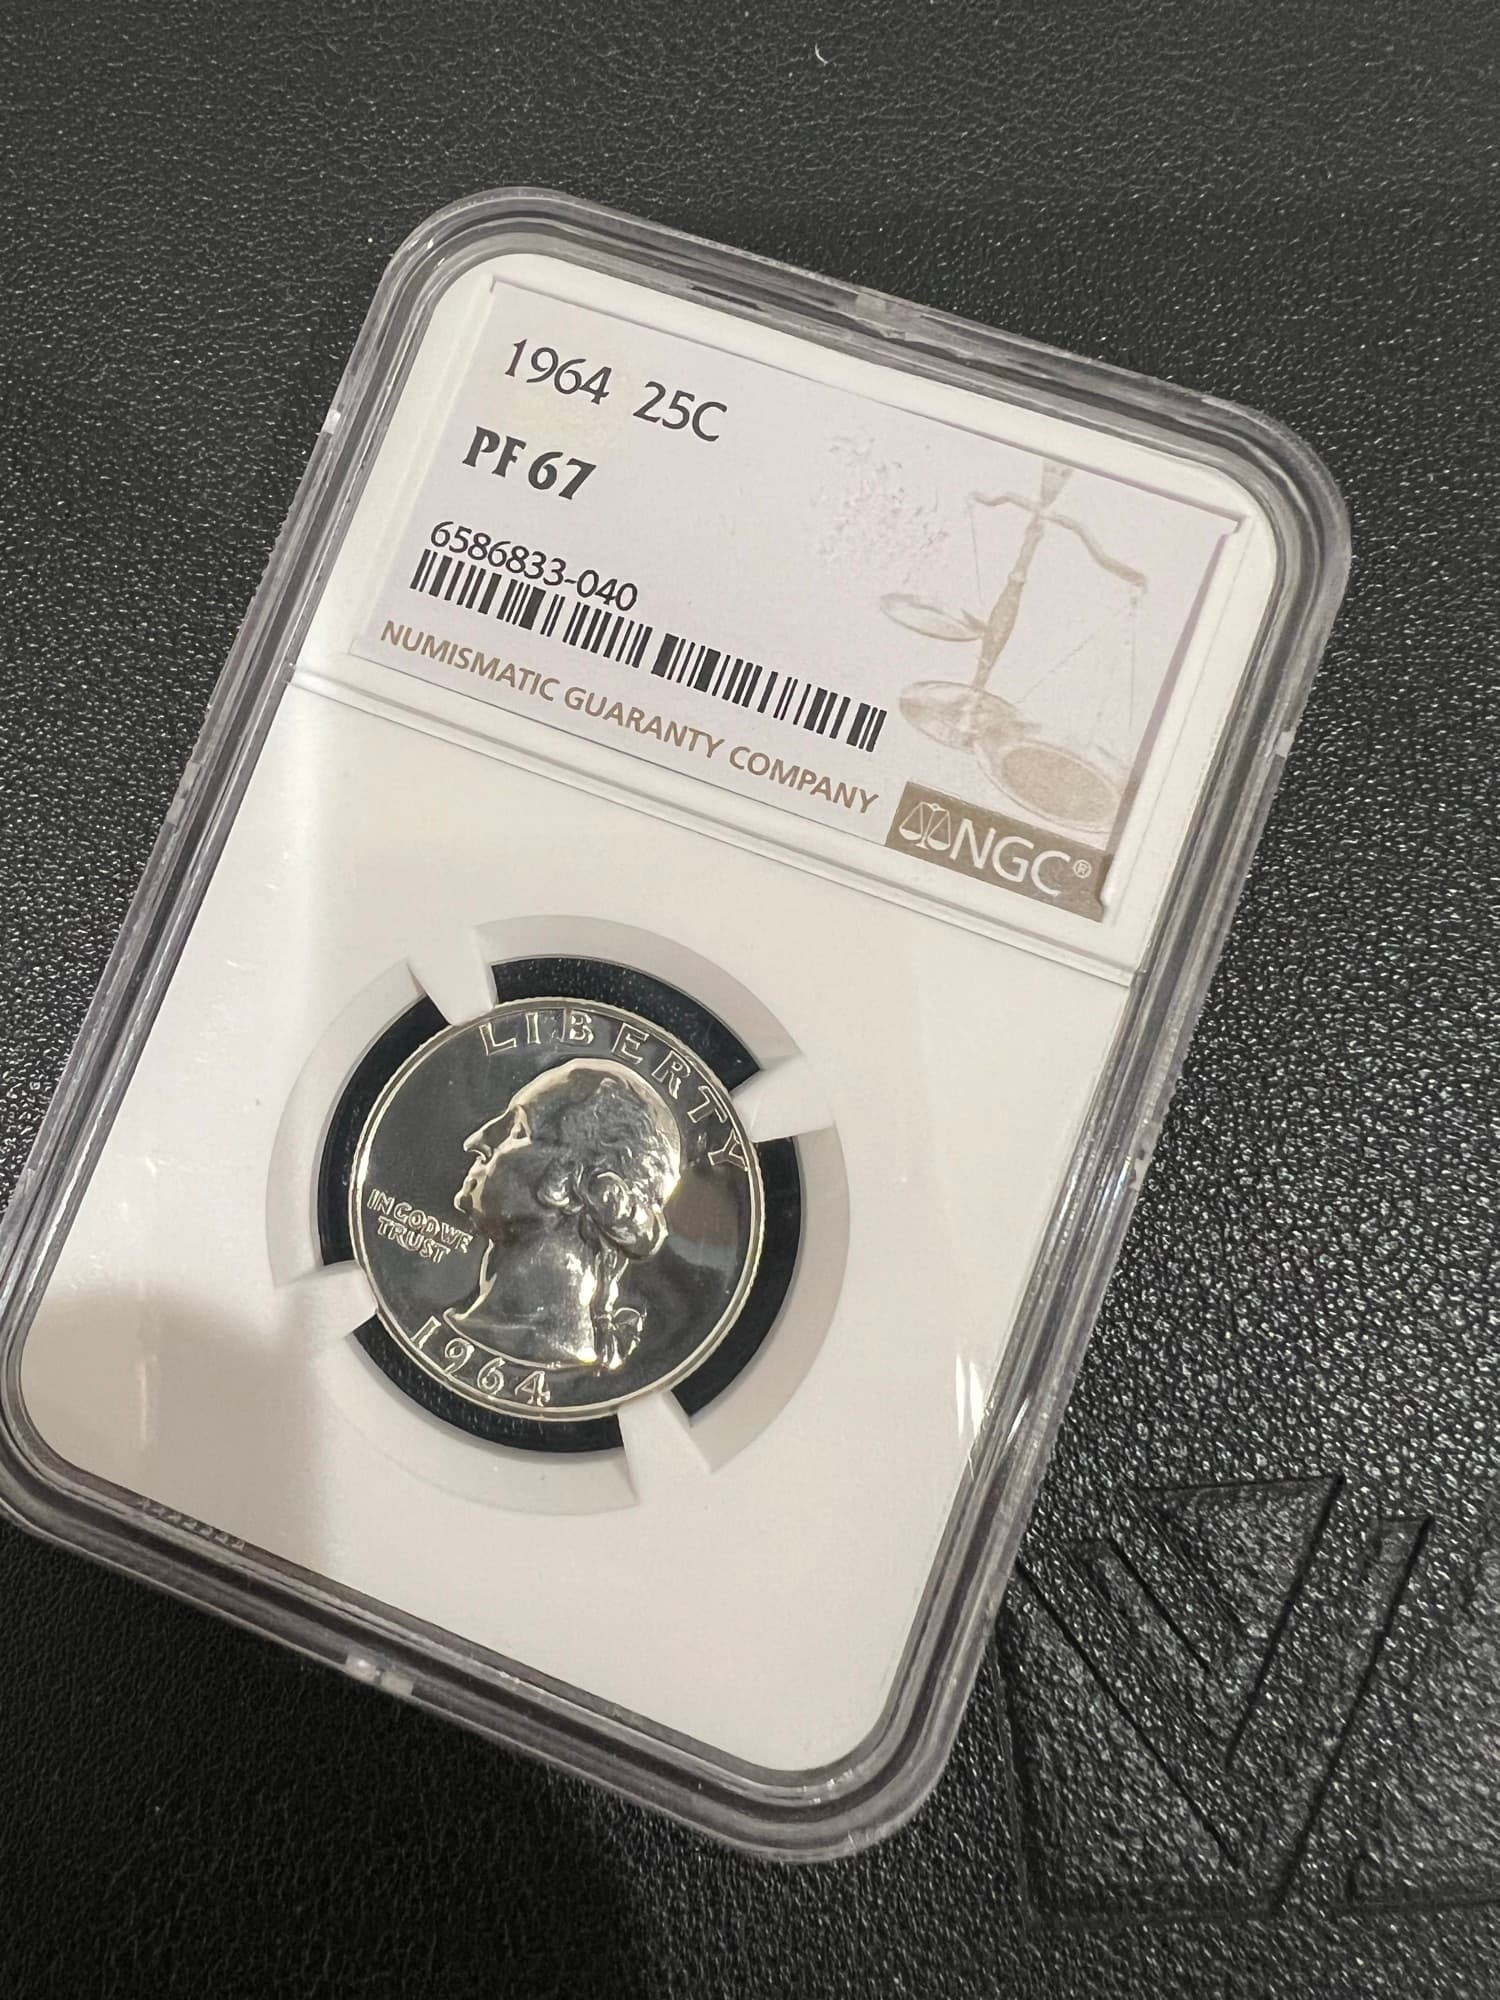 1964 25C
PF 67
6586833-040
NUMISMATIC GUARANTY COMPANY
NGC®
LIBERTY
IN GOD WE
TRUST
1964